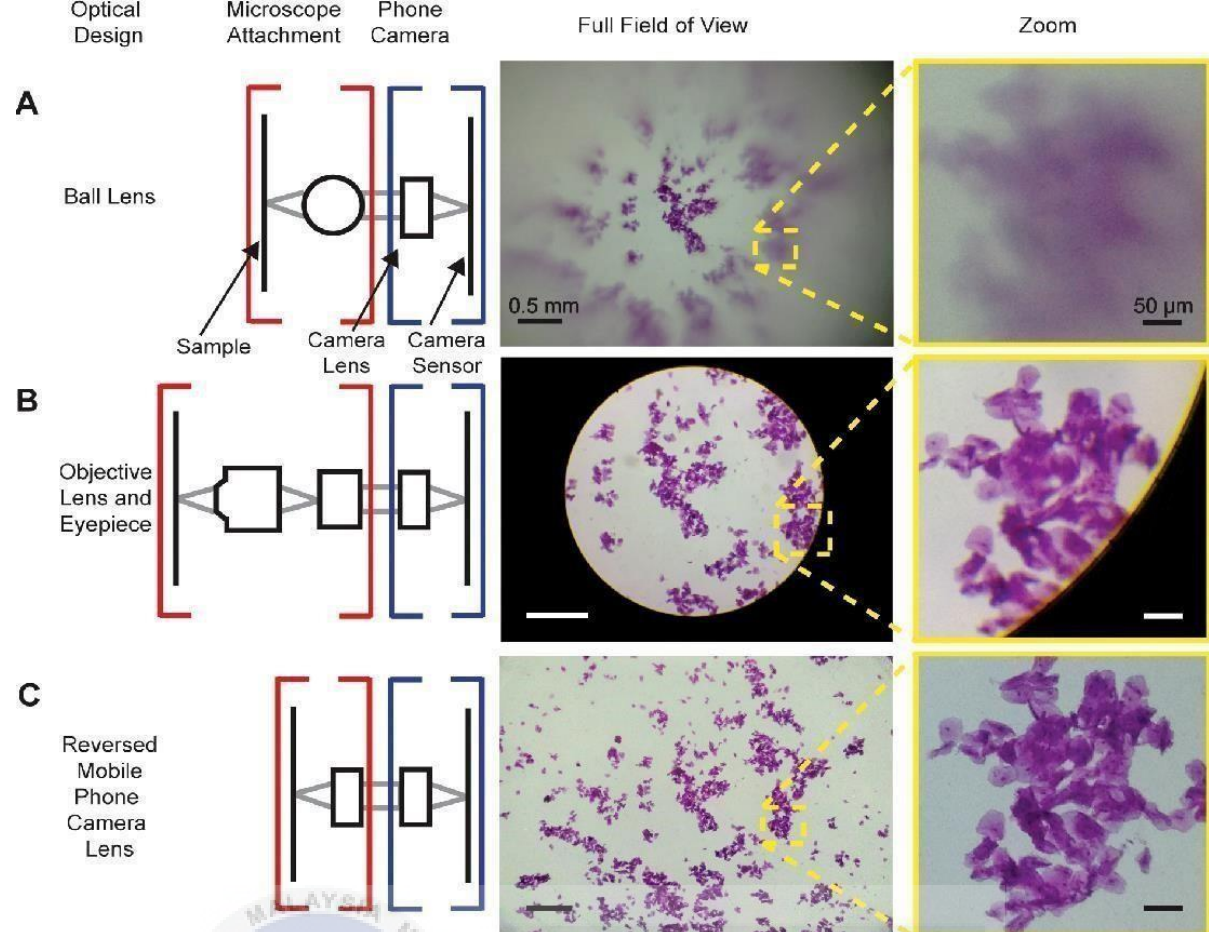 Optical
Design
Microscope
Attachment
Phone
Camera
Full Field of View
Zoom
A
Ball Lens
Sample
Camera
Lens
Camera
Sensor
0.5 mm
50 µm
B
Objective
Lens and
Eyepiece
C
Reversed
Mobile
Phone
Camera
Lens
MALAYSIA